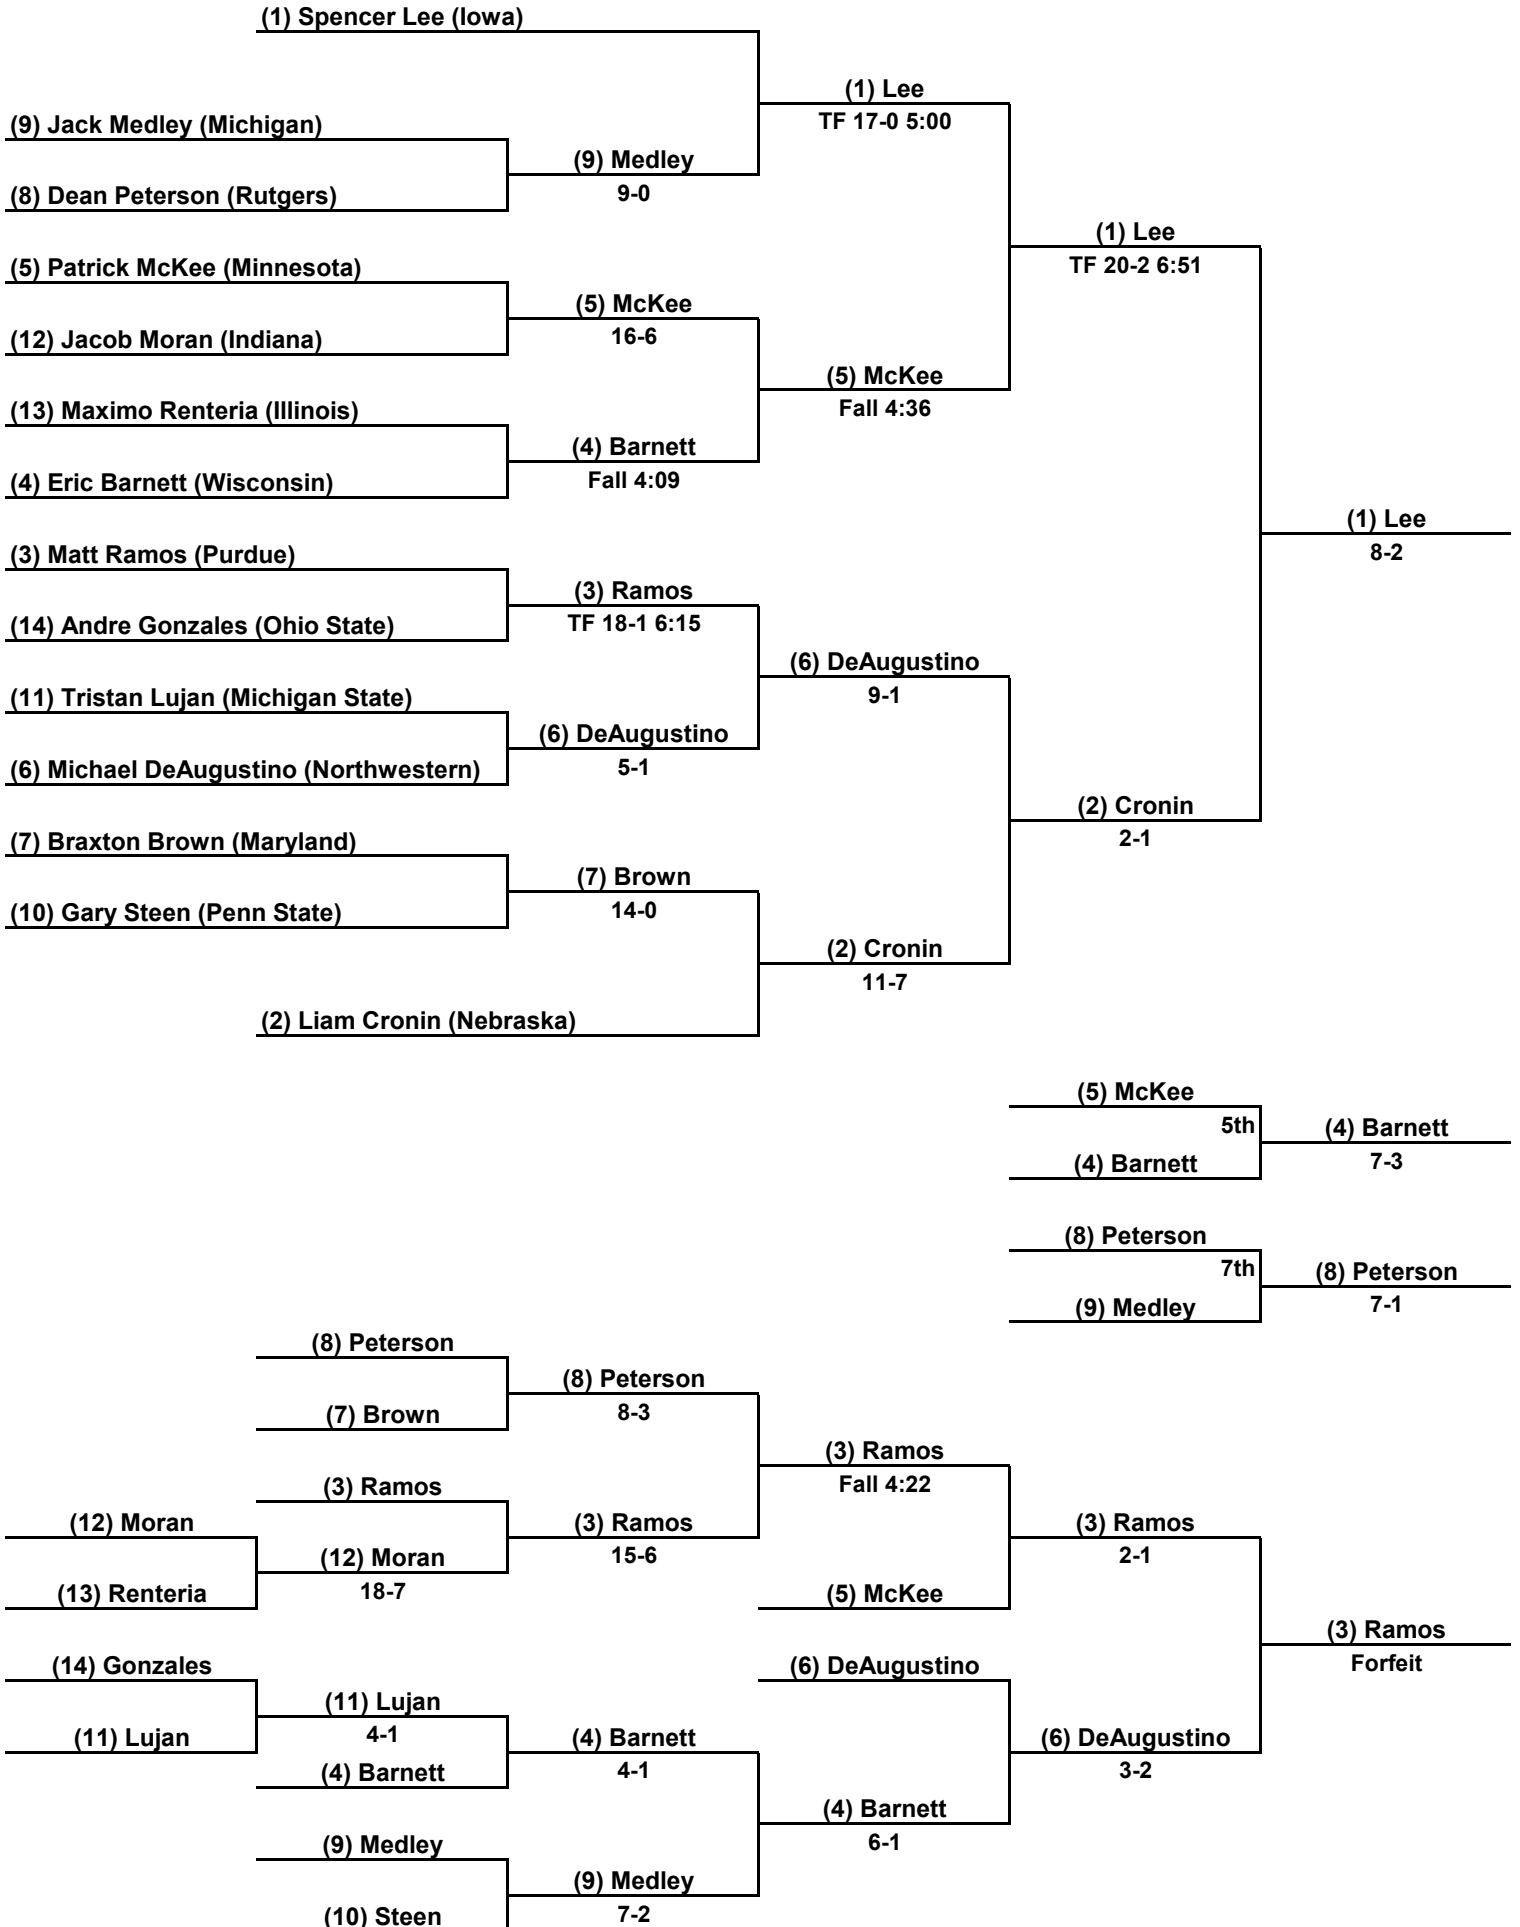 (1) Spencer Lee (Iowa)
(1) Lee
TF 17-0 5:00
(9) Jack Medley (Michigan)
(9) Medley
9-0
(8) Dean Peterson (Rutgers)
(1) Lee
TF 20-2 6:51
(5) Patrick McKee (Minnesota)
(5) McKee
16-6
(12) Jacob Moran (Indiana)
(5) McKee
Fall 4:36
(13) Maximo Renteria (Illinois)
(4) Barnett
Fall 4:09
(4) Eric Barnett (Wisconsin)
(1) Lee
8-2
(3) Matt Ramos (Purdue)
(3) Ramos
TF 18-1 6:15
(14) Andre Gonzales (Ohio State)
(6) DeAugustino
9-1
(11) Tristan Lujan (Michigan State)
(6) DeAugustino
5-1
(6) Michael DeAugustino (Northwestern)
(2) Cronin
2-1
(7) Braxton Brown (Maryland)
(7) Brown
14-0
(10) Gary Steen (Penn State)
(2) Cronin
11-7
(2) Liam Cronin (Nebraska)
(5) McKee
5th
(4) Barnett
7-3
(4) Barnett
(8) Peterson
7th
(8) Peterson
7-1
(9) Medley
(8) Peterson
(8) Peterson
8-3
(7) Brown
(3) Ramos
Fall 4:22
(3) Ramos
(12) Moran
(3) Ramos
15-6
(3) Ramos
2-1
(12) Moran
18-7
(13) Renteria
(5) McKee
(3) Ramos
Forfeit
(14) Gonzales
(6) DeAugustino
(11) Lujan
4-1
(11) Lujan
(4) Barnett
4-1
(6) DeAugustino
3-2
(4) Barnett
(4) Barnett
6-1
(9) Medley
(9) Medley
7-2
(10) Steen